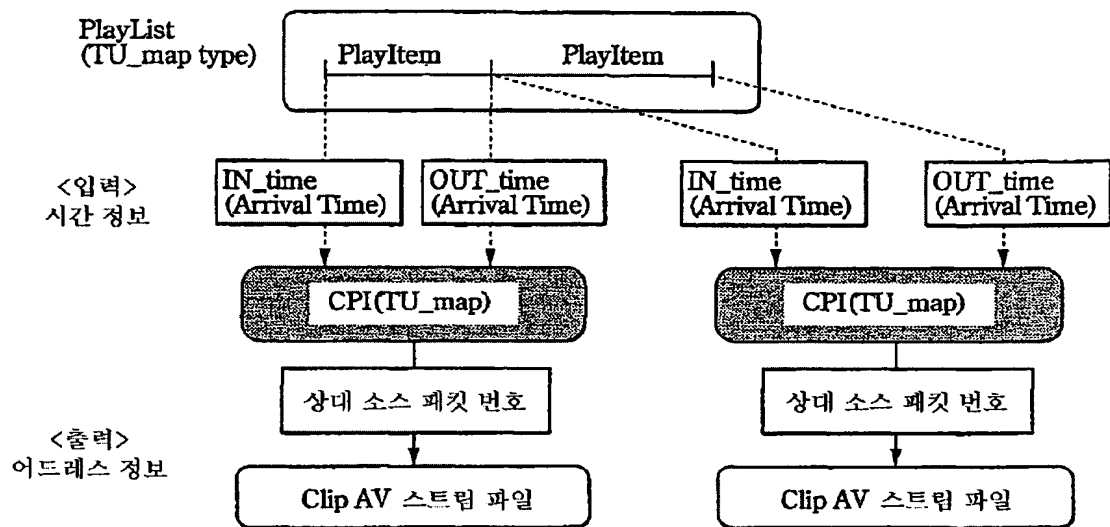 PlayList
(TU_map type)
PlayItem
PlayItem
<입력>
시간 정보
IN_time
(Arrival Time)
OUT_time
(Arrival Time)
IN_time
(Arrival Time)
OUT_time
(Arrival Time)
CPI(TU_map)
CPI(TU_map)
상대 소스 패킷 번호
상대 소스 패킷 번호
<출력>
어드레스 정보
Clip AV 스트림 파일
Clip AV 스트림 파일